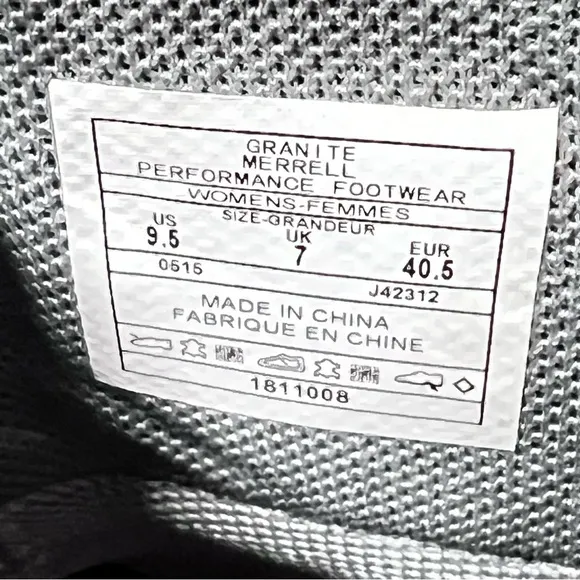 GRANITE
MERRELL
PERFORMANCE FOOTWEAR
WOMENS-FEMMES
SIZE-GRANDEUR
US UK EUR
9.5 7 40.5
0515 J42312
MADE IN CHINA
FABRIQUE EN CHINE
1811008